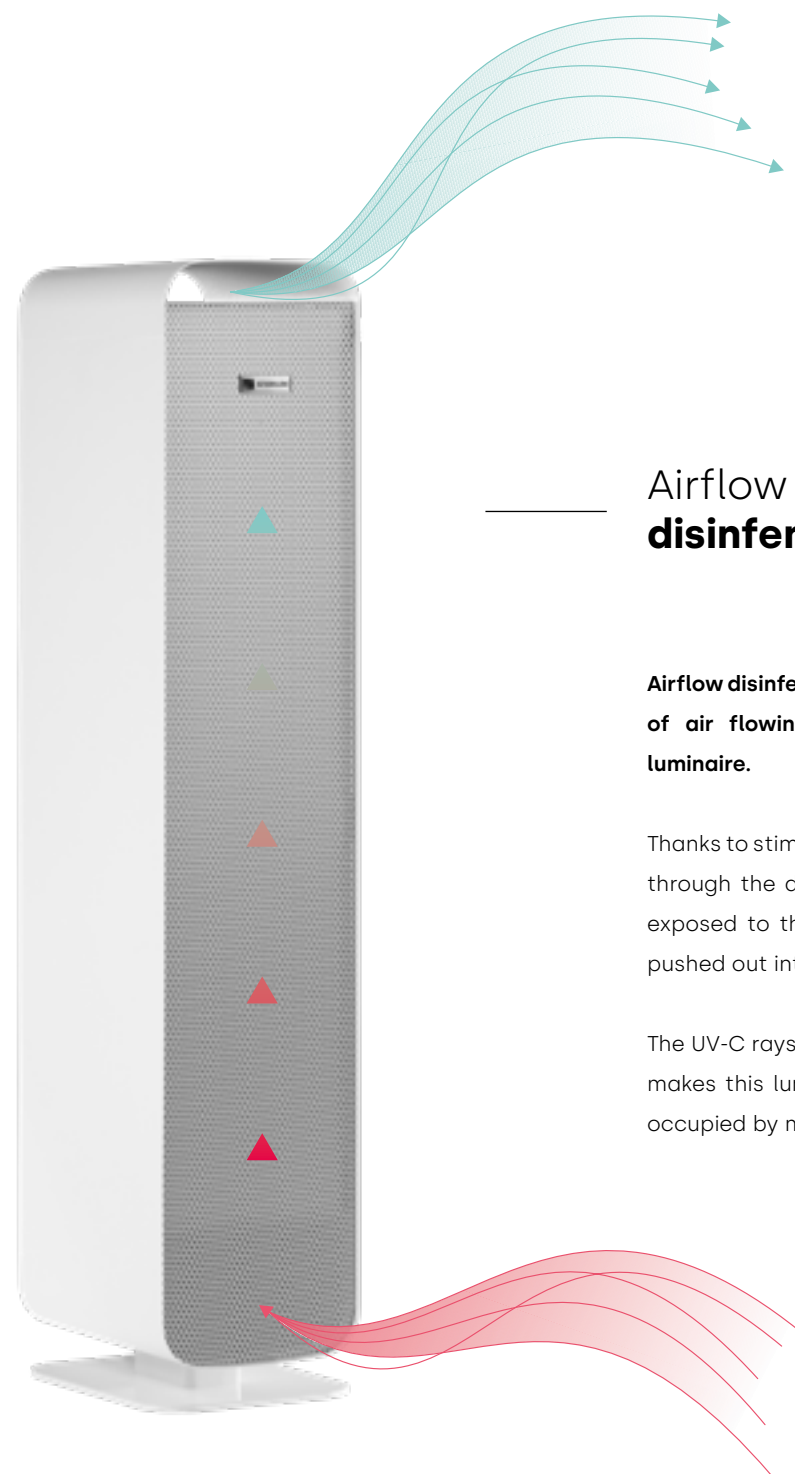 Airflow
disinfe
Airflow disinfe
of air flowin
luminaire.
Thanks to stim
through the
exposed to th
pushed out int
The UV-C rays
makes this lu
occupied by